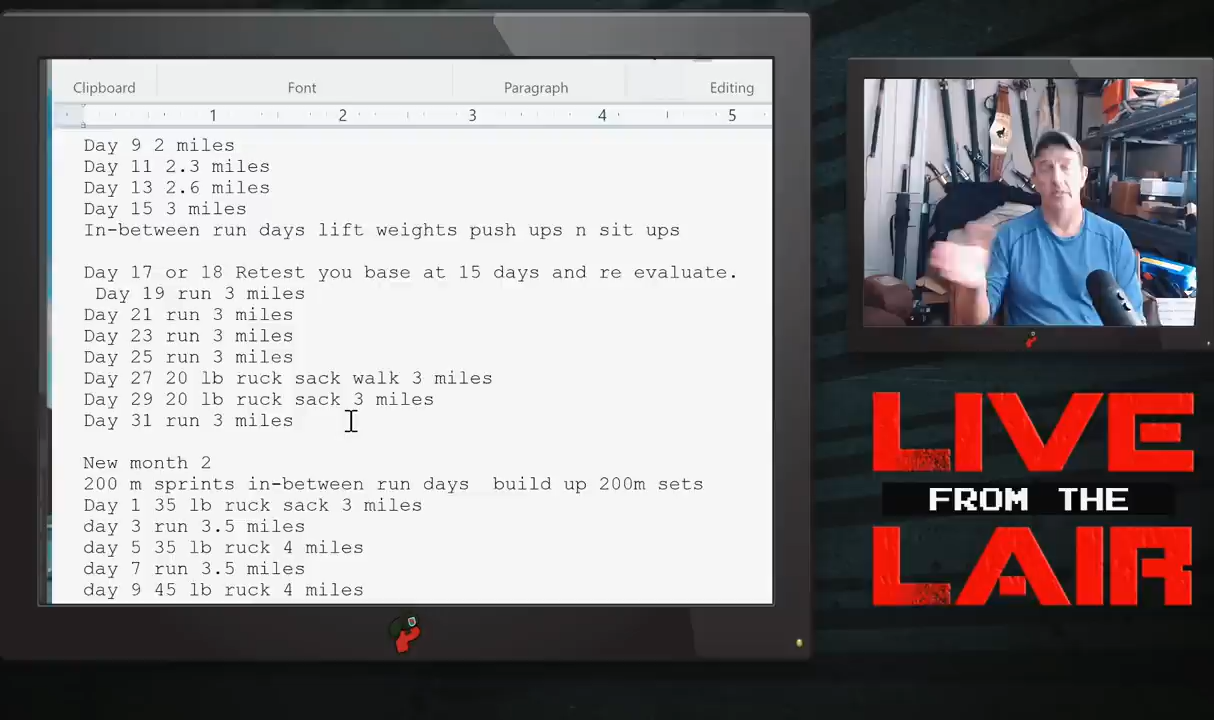 Clipboard
Font
Paragraph
Editing
1
2
3
4
5
Day 9 2 miles
Day 11 2.3 miles
Day 13 2.6 miles
Day 15 3 miles
In-between run days lift weights push ups n sit ups
Day 17 or 18 Retest you base at 15 days and re evaluate.
Day 19 run 3 miles
Day 21 run 3 miles
Day 23 run 3 miles
Day 25 run 3 miles
Day 27 20 lb ruck sack walk 3 miles
Day 29 20 lb ruck sack 3 miles
Day 31 run 3 miles
New month 2
200 m sprints in-between run days  build up 200m sets
Day 1 35 lb ruck sack 3 miles
day 3 run 3.5 miles
day 5 35 lb ruck 4 miles
day 7 run 3.5 miles
day 9 45 lb ruck 4 miles
LIVE
FROM THE
LAIR